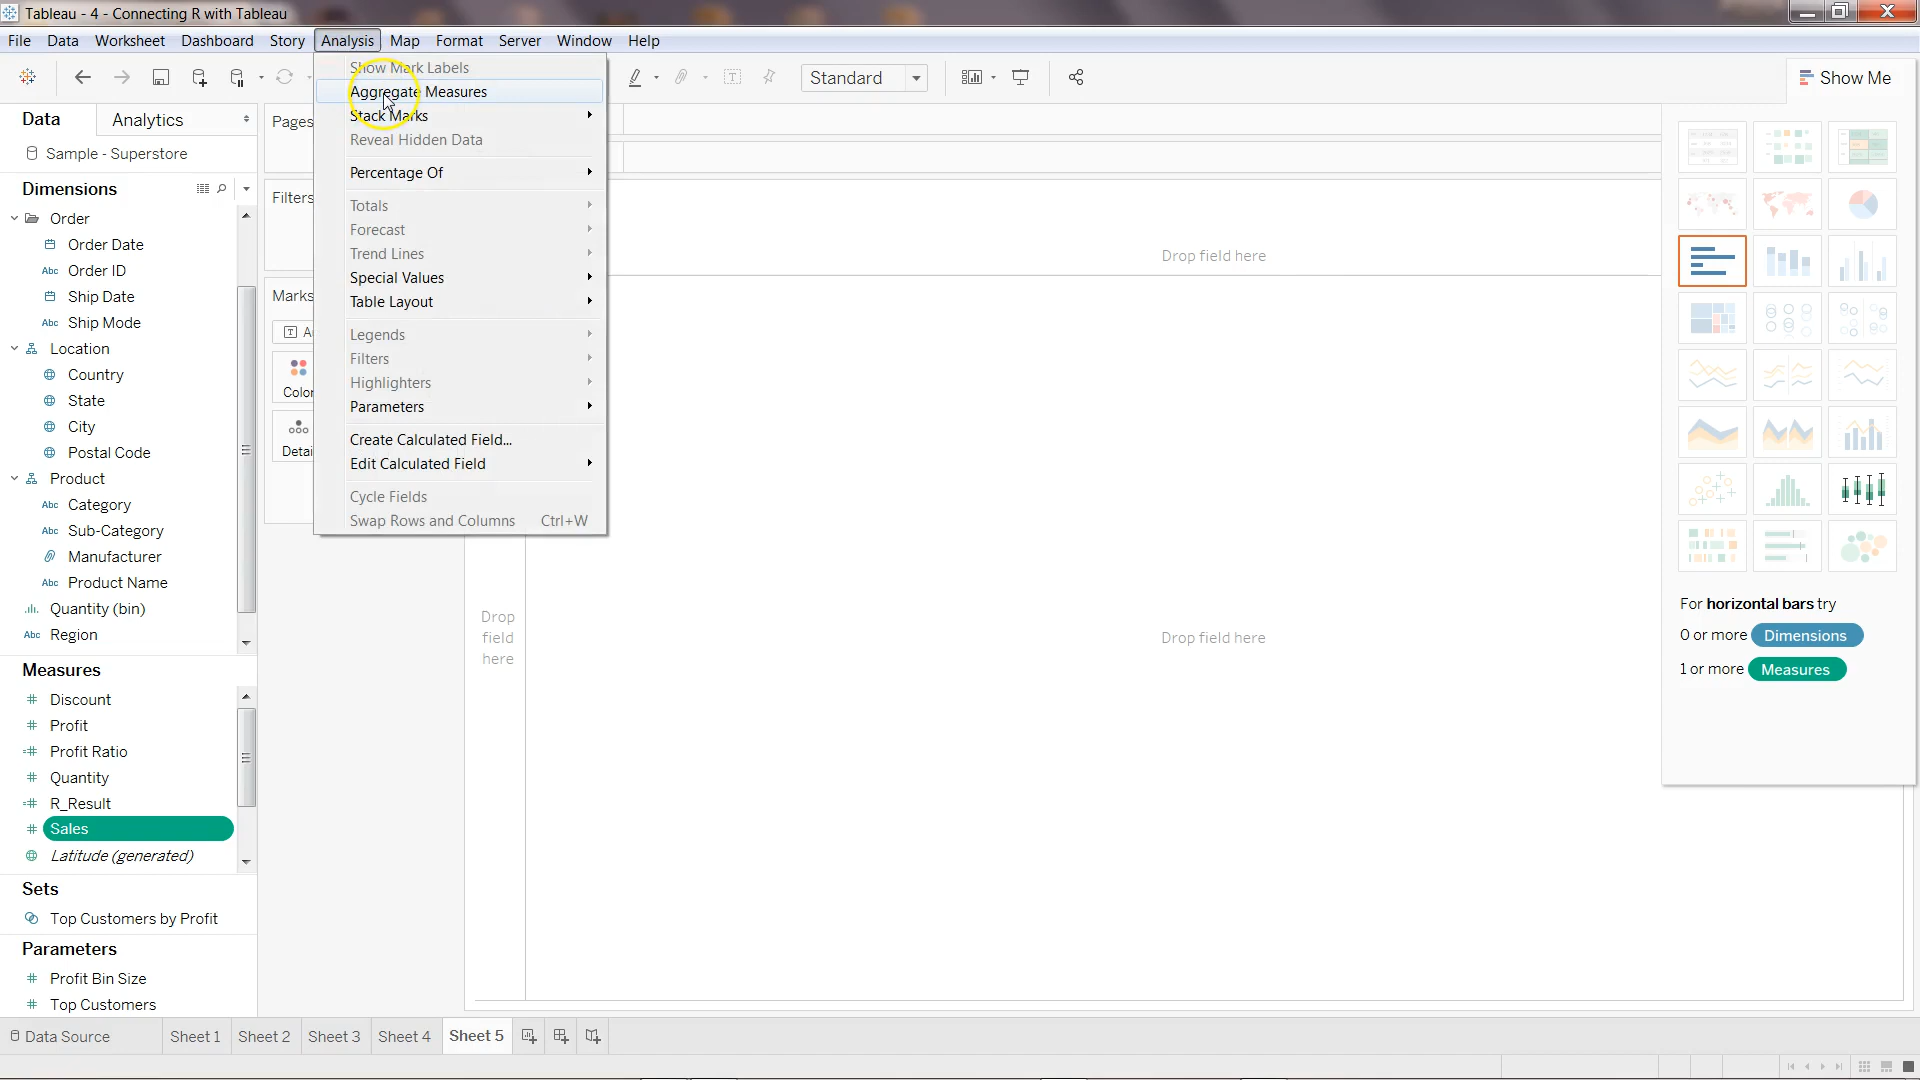 Tableau - 4 - Connecting R with Tableau
File Data Worksheet Dashboard Story Analysis Map Format Server Window Help
Standard
Show Me
Data
Analytics
Sample - Superstore
Dimensions
Order
Order Date
Abc Order ID
Ship Date
Abc Ship Mode
Location
Country
State
City
Postal Code
Product
Abc Category
Abc Sub-Category
Manufacturer
Abc Product Name
Quantity (bin)
Abc Region
Measures
# Discount
# Profit
=# Profit Ratio
# Quantity
=# R_Result
# Sales
Latitude (generated)
Sets
Top Customers by Profit
Parameters
# Profit Bin Size
# Top Customers
Pages
Filters
Marks
Show Mark Labels
Aggregate Measures
Stack Marks
Reveal Hidden Data
Percentage Of
Totals
Forecast
Trend Lines
Special Values
Table Layout
Legends
Filters
Highlighters
Parameters
Create Calculated Field...
Edit Calculated Field
Cycle Fields
Swap Rows and Columns Ctrl+W
Drop field here
Drop
field
here
Drop field here
For horizontal bars try
0 or more Dimensions
1 or more Measures
Data Source
Sheet 1
Sheet 2
Sheet 3
Sheet 4
Sheet 5